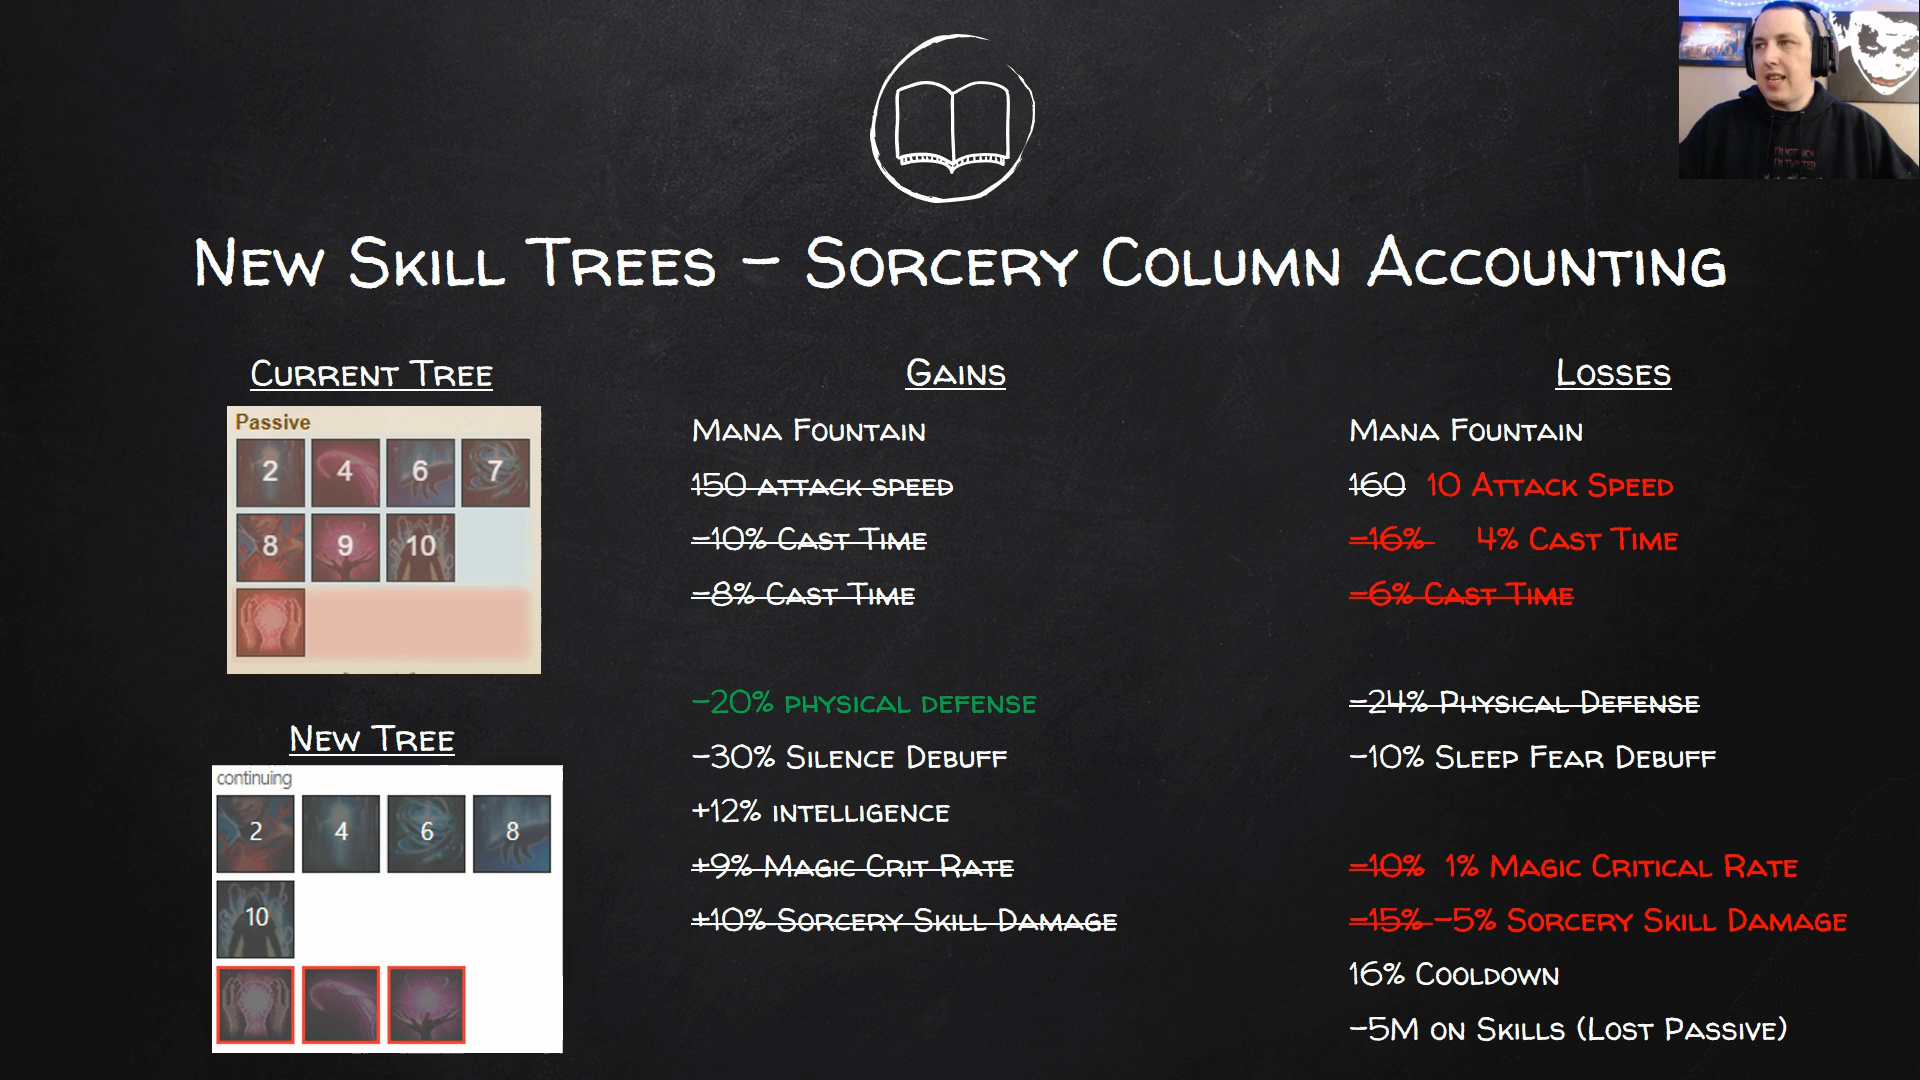 New Skill Trees - Sorcery Column Accounting
Current Tree
Passive
2 4 6 7
8 9 10
New Tree
continuing
2 4 6 8
10
Gains
Mana Fountain
150 attack speed
-10% Cast Time
-8% Cast Time
-20% physical defense
-30% Silence Debuff
+12% intelligence
+9% Magic Crit Rate
+10% Sorcery Skill Damage
Losses
Mana Fountain
160 10 Attack Speed
-16% 4% Cast Time
-6% Cast Time
-24% Physical Defense
-10% Sleep Fear Debuff
-10% 1% Magic Critical Rate
-15% -5% Sorcery Skill Damage
16% Cooldown
-5m on Skills (Lost Passive)